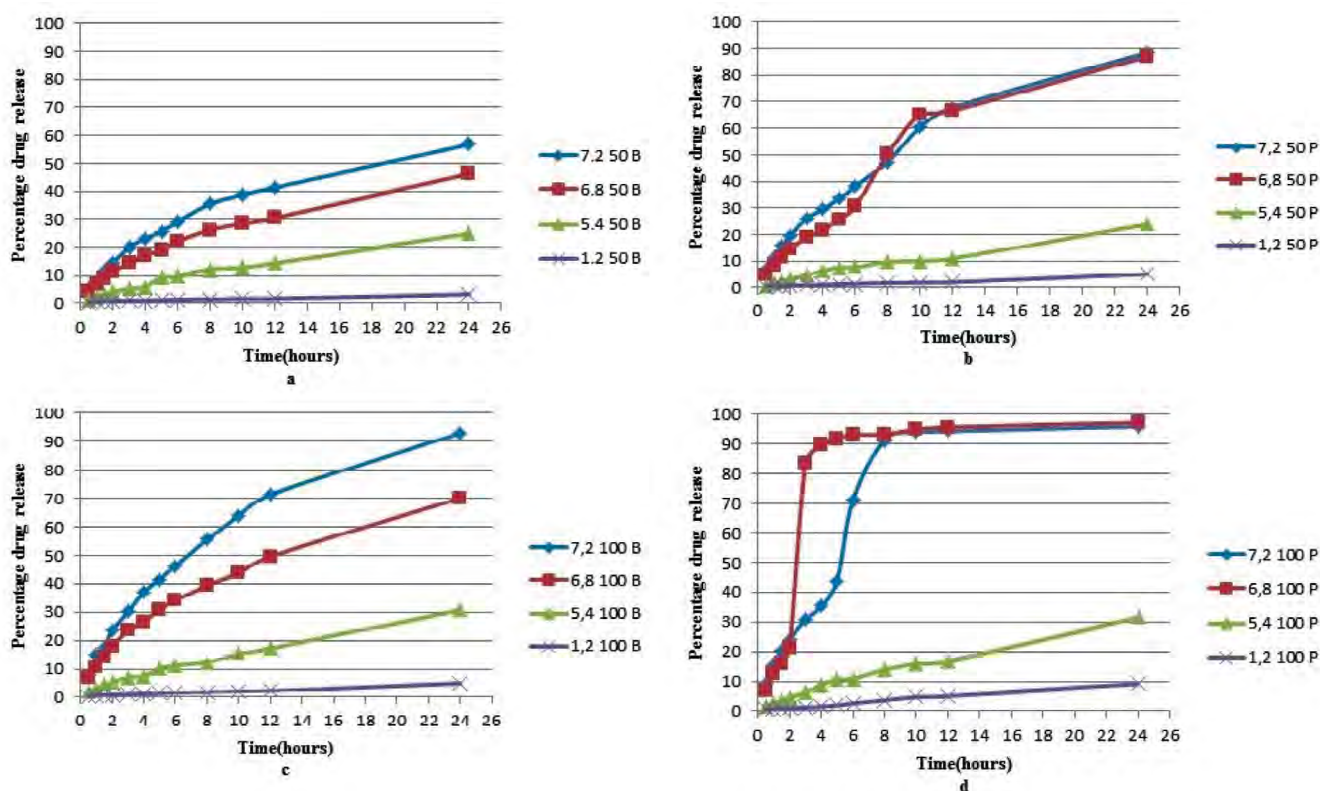 100
90
80
70
60
50
40
30
20
10
0
Percentage drug release
0 2 4 6 8 10 12 14 16 18 20 22 24 26
Time(hours)
a
7,2 50 B
6,8 50 B
5,4 50 B
1,2 50 B
100
90
80
70
60
50
40
30
20
10
0
Percentage drug release
0 2 4 6 8 10 12 14 16 18 20 22 24 26
Time(hours)
b
7,2 50 P
6,8 50 P
5,4 50 P
1,2 50 P
100
90
80
70
60
50
40
30
20
10
0
Percentage drug release
0 2 4 6 8 10 12 14 16 18 20 22 24 26
Time(hours)
c
7,2 100 B
6,8 100 B
5,4 100 B
1,2 100 B
100
90
80
70
60
50
40
30
20
10
0
Percentage drug release
0 2 4 6 8 10 12 14 16 18 20 22 24 26
Time(hours)
d
7,2 100 P
6,8 100 P
5,4 100 P
1,2 100 P